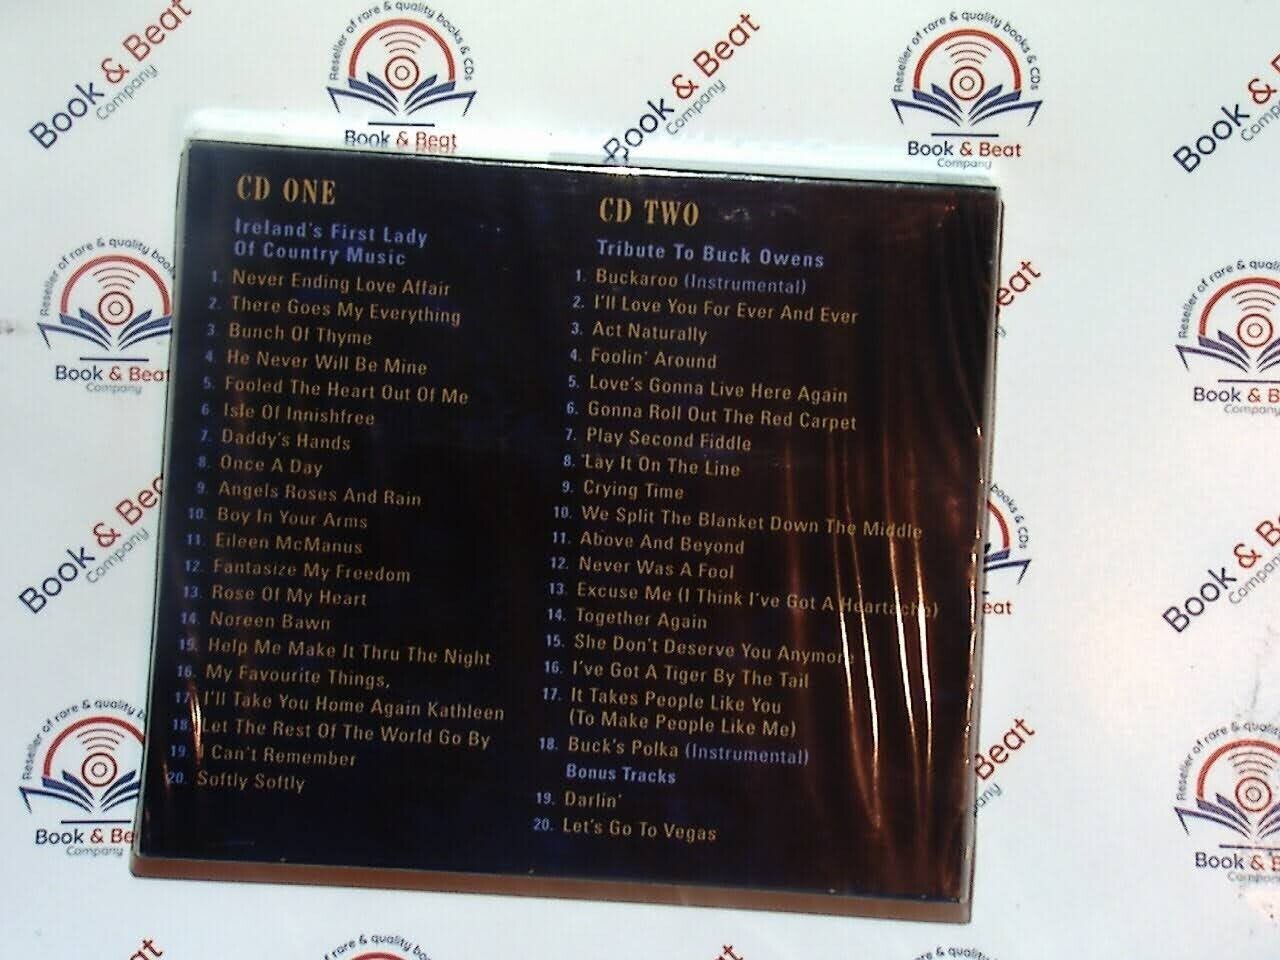 CD ONE
Ireland's First Lady
Of Country Music
1. Never Ending Love Affair
2. There Goes My Everything
3. Bunch Of Thyme
4. He Never Will Be Mine
5. Fooled The Heart Out Of Me
6. Isle Of Innishfree
7. Daddy's Hands
8. Once A Day
9. Angels Roses And Rain
10. Boy In Your Arms
11. Eileen McManus
12. Fantasize My Freedom
13. Rose Of My Heart
14. Noreen Bawn
15. Help Me Make It Thru The Night
16. My Favourite Things,
17. I'll Take You Home Again Kathleen
18. Let The Rest Of The World Go By
19. I Can't Remember
20. Softly Softly
CD TWO
Tribute To Buck Owens
1. Buckaroo (Instrumental)
2. I'll Love You For Ever And Ever
3. Act Naturally
4. Foolin' Around
5. Love's Gonna Live Here Again
6. Gonna Roll Out The Red Carpet
7. Play Second Fiddle
8. 'Lay It On The Line
9. Crying Time
10. We Split The Blanket Down The Middle
11. Above And Beyond
12. Never Was A Fool
13. Excuse Me (I Think I've Got A Heartache)
14. Together Again
15. She Don't Deserve You Anymore
16. I've Got A Tiger By The Tail
17. It Takes People Like You
(To Make People Like Me)
18. Buck's Polka (Instrumental)
Bonus Tracks
19. Darlin'
20. Let's Go To Vegas
Book & Beat
Company
Reseller of rare & quality books & CDs
Book & Beat
Book & Beat
Company
Reseller of rare & quality books & CDs
Book & Beat
Company